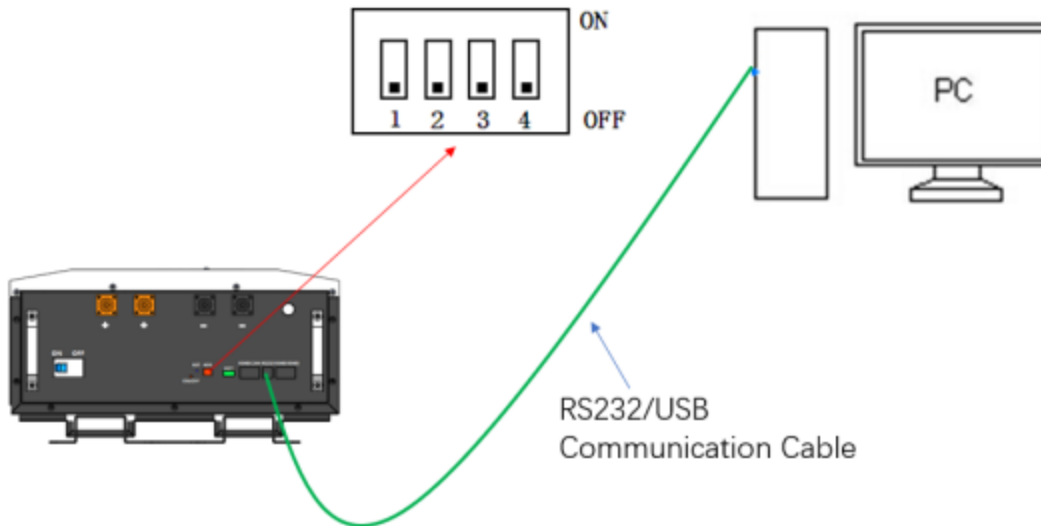 ON
1 2 3 4 OFF
PC
+ + - -
ON OFF
RS232/USB
Communication Cable